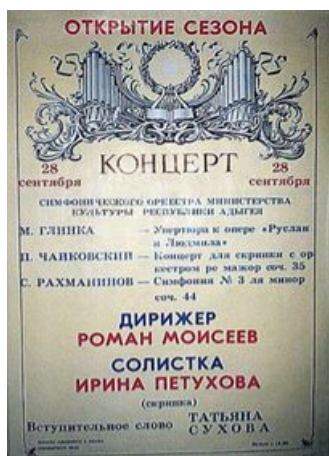 ОТКРЫТИЕ СЕЗОНА
28 сентября
КОНЦЕРТ
28 сентября
СИМФОНИЧЕСКОГО ОРКЕСТРА МИНИСТЕРСТВА
КУЛЬТУРЫ РЕСПУБЛИКИ АДЫГЕЯ
М. ГЛИНКА — Увертюра к опере «Руслан
и Людмила»
П. ЧАЙКОВСКИЙ — Концерт для скрипки с ор
кестром ре мажор соч. 35
С. РАХМАНИНОВ — Симфония № 3 ля минор
соч. 44
ДИРИЖЕР
РОМАН МОИСЕЕВ
СОЛИСТКА
ИРИНА ПЕТУХОВА
(скрипка)
Вступительное слово ТАТЬЯНА
СУХОВА